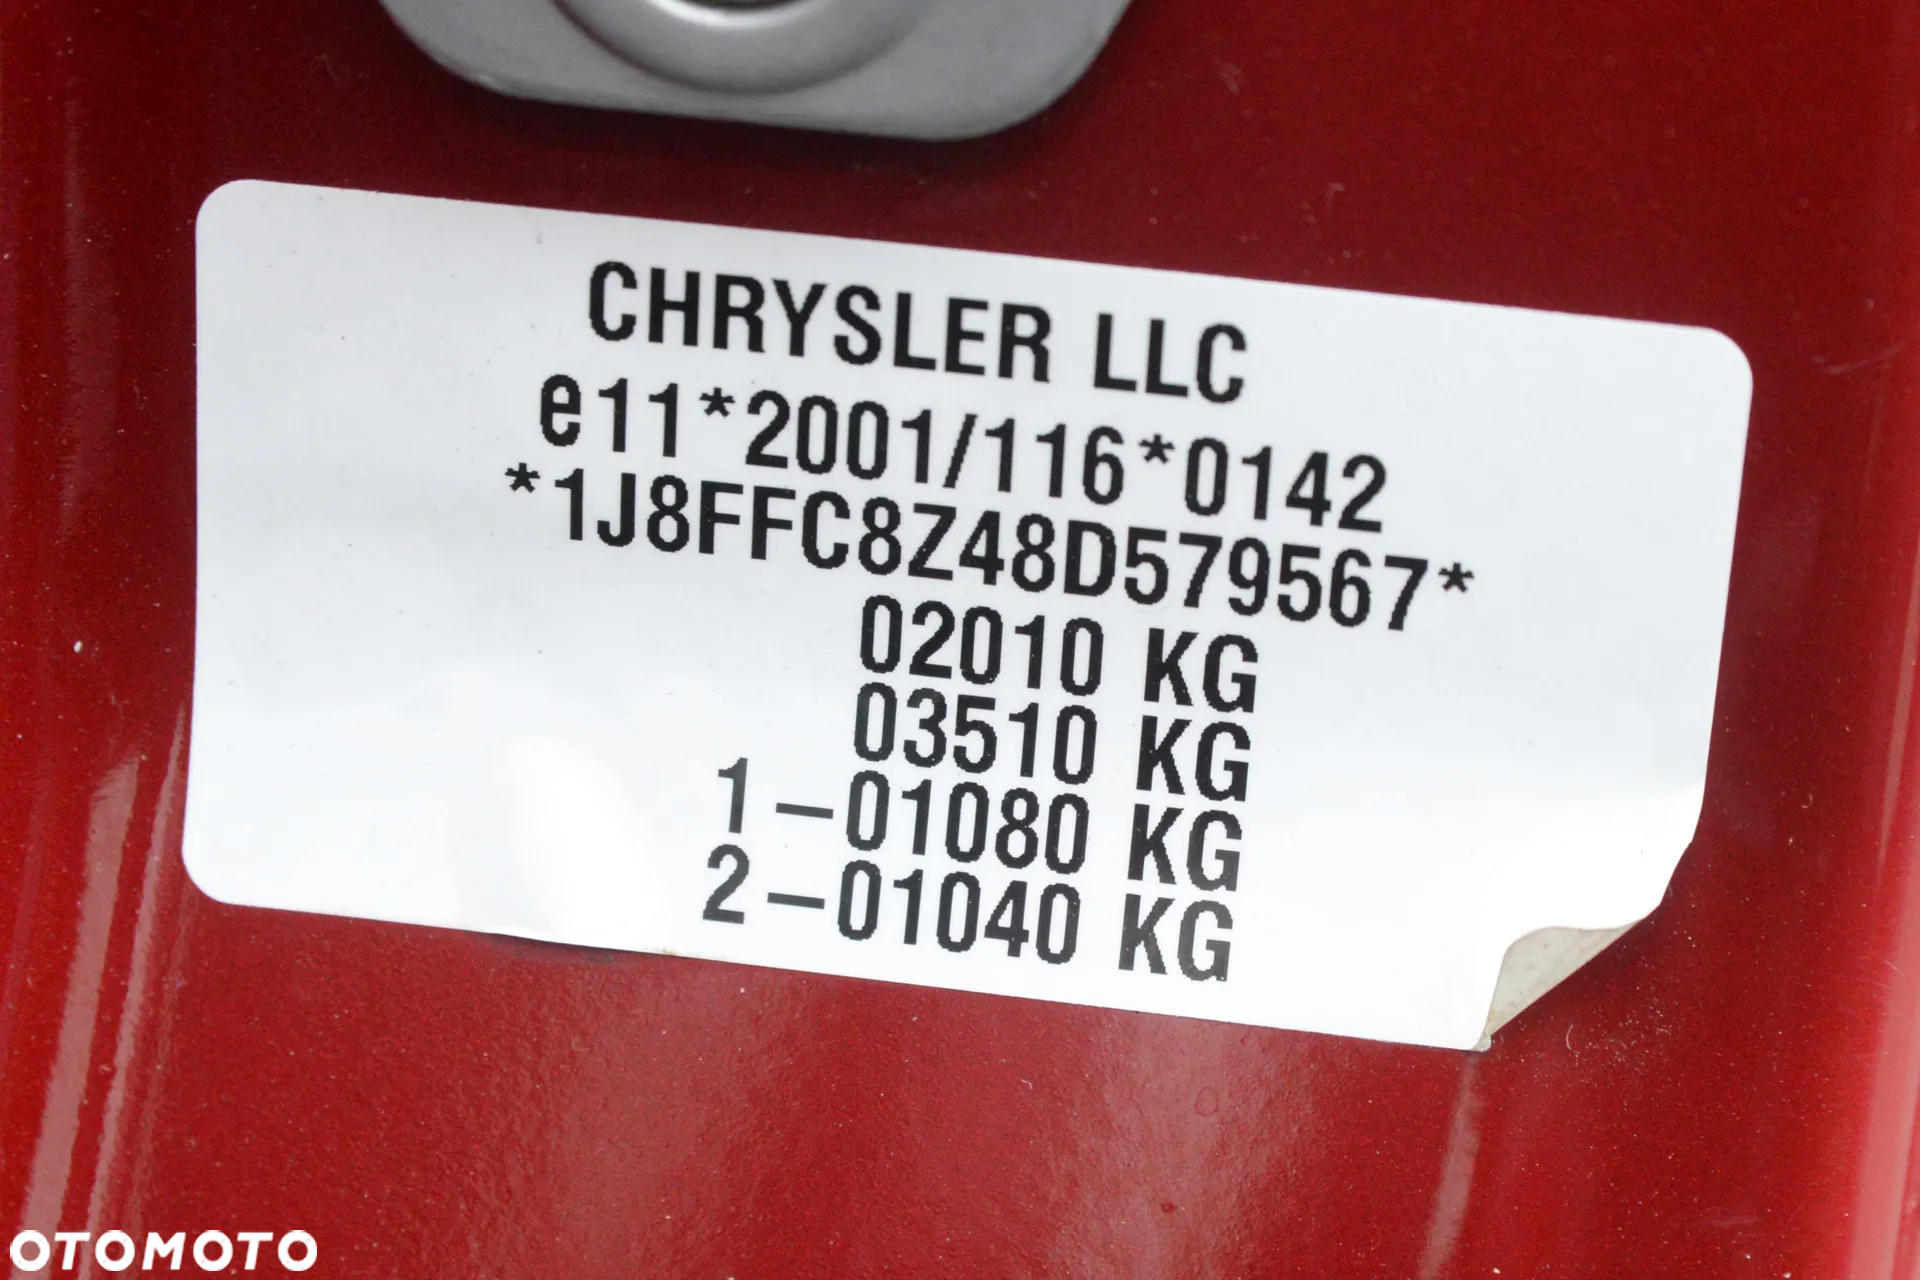 CHRYSLER LLC
e11*2001/116*0142
*1J8FFC8Z48D579567*
02010 KG
03510 KG
1-01080 KG
2-01040 KG
OTOMOTO